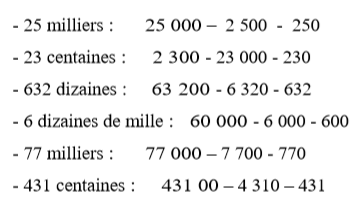 - 25 milliers : 25 000 – 2 500 - 250
- 23 centaines : 2 300 - 23 000 - 230
- 632 dizaines : 63 200 - 6 320 - 632
- 6 dizaines de mille : 60 000 - 6 000 - 600
- 77 milliers : 77 000 – 7 700 - 770
- 431 centaines : 431 00 – 4 310 – 431